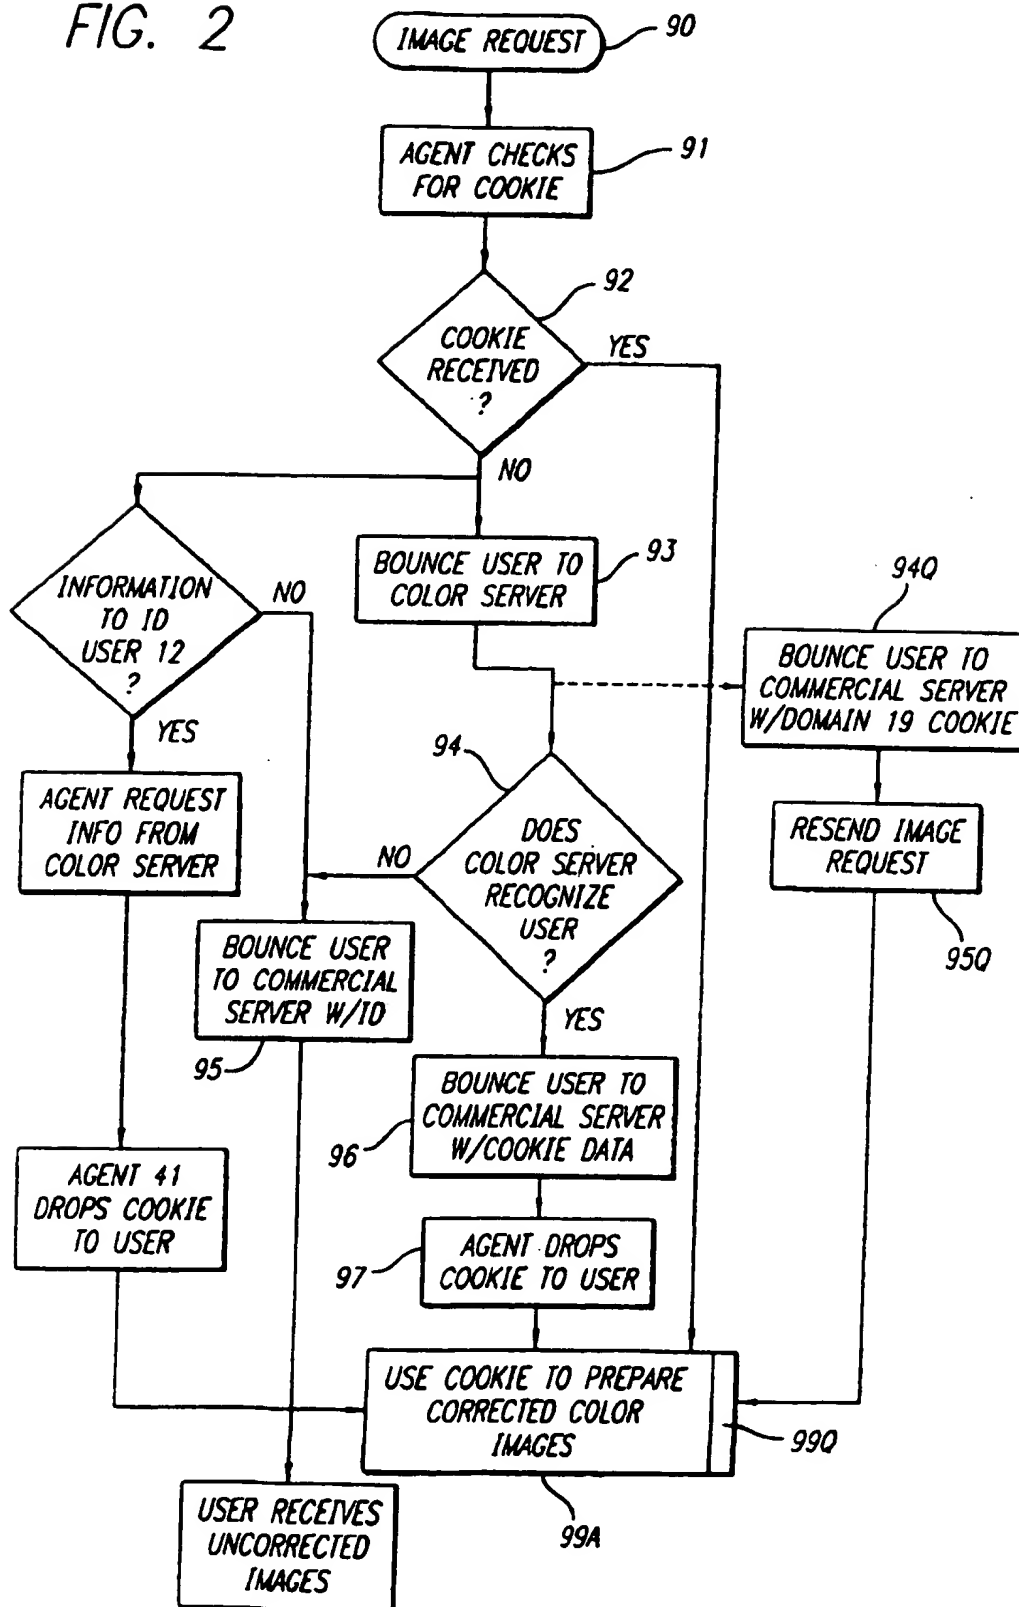 FIG. 2
IMAGE REQUEST
90
AGENT CHECKS
FOR COOKIE
91
92
COOKIE
RECEIVED
?
YES
NO
INFORMATION
TO ID
USER 12
?
NO
YES
BOUNCE USER TO
COLOR SERVER
93
94Q
BOUNCE USER TO
COMMERCIAL SERVER
W/DOMAIN 19 COOKIE
AGENT REQUEST
INFO FROM
COLOR SERVER
94
DOES
COLOR SERVER
RECOGNIZE
USER
?
NO
YES
RESEND IMAGE
REQUEST
95Q
BOUNCE USER
TO COMMERCIAL
SERVER W/ID
95
BOUNCE USER TO
COMMERCIAL SERVER
W/COOKIE DATA
96
AGENT 41
DROPS COOKIE
TO USER
AGENT DROPS
COOKIE TO USER
97
USE COOKIE TO PREPARE
CORRECTED COLOR
IMAGES
99Q
99A
USER RECEIVES
UNCORRECTED
IMAGES